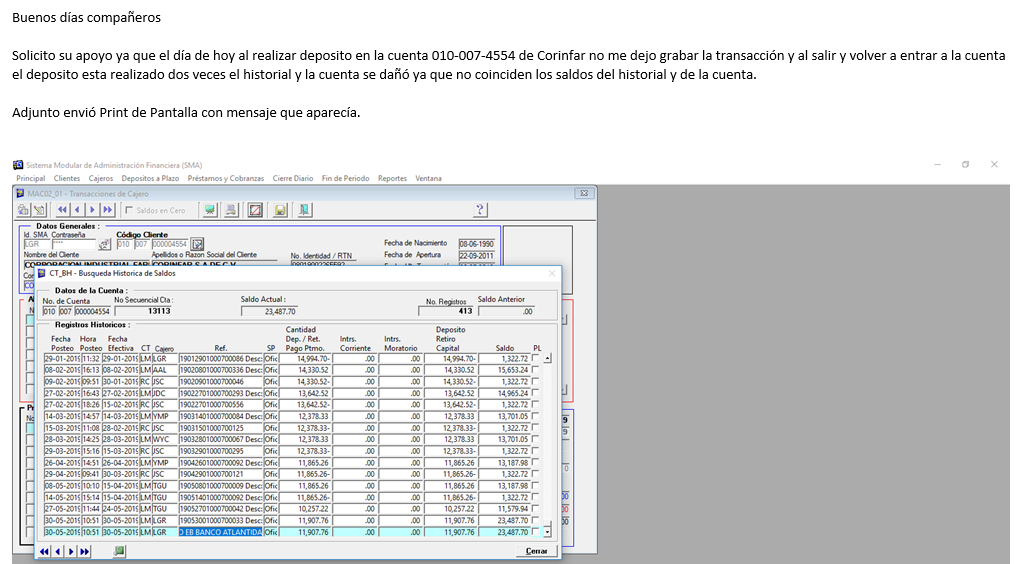 Buenos días compañeros
Solicito su apoyo ya que el día de hoy al realizar deposito en la cuenta 010-007-4554 de Corinfar no me dejo grabar la transacción y al salir y volver a entrar a la cuenta
el deposito esta realizado dos veces el historial y la cuenta se dañó ya que no coinciden los saldos del historial y de la cuenta.
Adjunto envió Print de Pantalla con mensaje que aparecía.
Sistema Modular de Administración Financiera (SMA)
Principal Clientes Cajeros Depositos a Plazo Préstamos y Cobranzas Cierre Diario Fin de Periodo Reportes Ventana
MAC02_01 - Transacciones de Cajero
Saldos en Cero
Datos Generales :
Id. SMA Contraseña Código Cliente
LGR **** 010 007 000004554 Fecha de Nacimiento 08-06-1990
Nombre del Cliente Apellidos o Razon Social del Cliente No. Identidad / RTN Fecha de Apertura 22-09-2011
CT_BH - Busqueda Historica de Saldos
Datos de la Cuenta :
No. de Cuenta No Secuencial Cta : Saldo Actual : No. Registros Saldo Anterior
010 007 000004554 13113 23,487.70 413 .00
Registros Historicos :
Cantidad Deposito
Fecha Hora Fecha Dep. / Ret. Intrs. Intrs. Retiro
Posteo Posteo Efectiva CT Cajero Ref. SP Pago Ptmo. Corriente Moratorio Capital Saldo PL
29-01-2019 11:32 29-01-2019 LM LGR 19012901000700086 Desc: Ofic 14,994.70- .00 .00 14,994.70- 1,322.72
08-02-2019 16:13 08-02-2019 LM AAL 19020801000700336 Desc: Ofic 14,330.52 .00 .00 14,330.52 15,653.24
09-02-2019 09:51 30-01-2019 RC JSC 19020901000700046 Ofic 14,330.52- .00 .00 14,330.52- 1,322.72
27-02-2019 16:43 27-02-2019 LM JDC 19022701000700293 Desc: Ofic 13,642.52 .00 .00 13,642.52 14,965.24
27-02-2019 18:26 15-02-2019 RC JSC 19022701000700556 Ofic 13,642.52- .00 .00 13,642.52- 1,322.72
14-03-2019 14:57 14-03-2019 LM YMP 19031401000700084 Desc: Ofic 12,378.33 .00 .00 12,378.33 13,701.05
15-03-2019 11:08 28-02-2019 RC JSC 19031501000700125 Ofic 12,378.33- .00 .00 12,378.33- 1,322.72
28-03-2019 14:25 28-03-2019 LM WYC 19032801000700067 Desc: Ofic 12,378.33 .00 .00 12,378.33 13,701.05
29-03-2019 15:16 15-03-2019 RC JSC 19032901000700295 Ofic 12,378.33- .00 .00 12,378.33- 1,322.72
26-04-2019 14:51 26-04-2019 LM YMP 19042601000700092 Desc: Ofic 11,865.26 .00 .00 11,865.26 13,187.98
29-04-2019 09:41 30-03-2019 RC JSC 19042901000700121 Ofic 11,865.26- .00 .00 11,865.26- 1,322.72
08-05-2019 10:10 15-04-2019 LM TGU 19050801000700009 Desc: Ofic 11,865.26 .00 .00 11,865.26 13,187.98
14-05-2019 15:14 15-04-2019 LM TGU 19051401000700092 Desc: Ofic 11,865.26- .00 .00 11,865.26- 1,322.72
27-05-2019 11:44 24-05-2019 LM TGU 19052701000700042 Desc: Ofic 10,257.22 .00 .00 10,257.22 11,579.94
30-05-2019 10:51 30-05-2019 LM LGR 19053001000700033 Desc: Ofic 11,907.76 .00 .00 11,907.76 23,487.70
30-05-2019 10:51 30-05-2019 LM LGR O EB BANCO ATLANTIDA Ofic 11,907.76 .00 .00 11,907.76 23,487.70
Cerrar